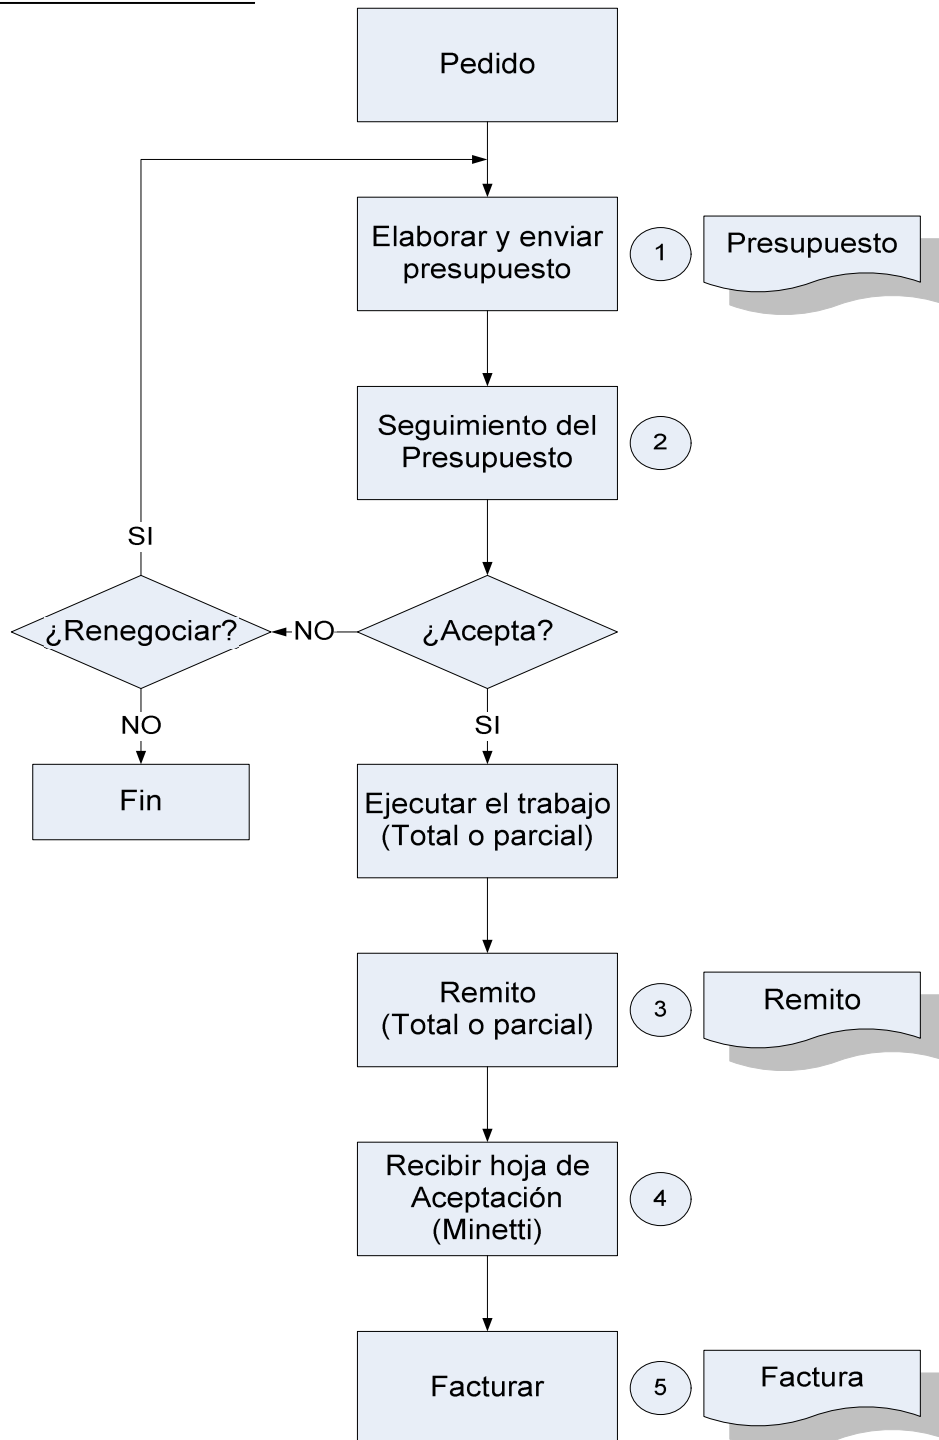 Pedido
Elaborar y enviar
presupuesto
1
Presupuesto
Seguimiento del
Presupuesto
2
SI
¿Renegociar?
NO
¿Acepta?
NO
SI
Fin
Ejecutar el trabajo
(Total o parcial)
Remito
(Total o parcial)
3
Remito
Recibir hoja de
Aceptación
(Minetti)
4
Facturar
5
Factura